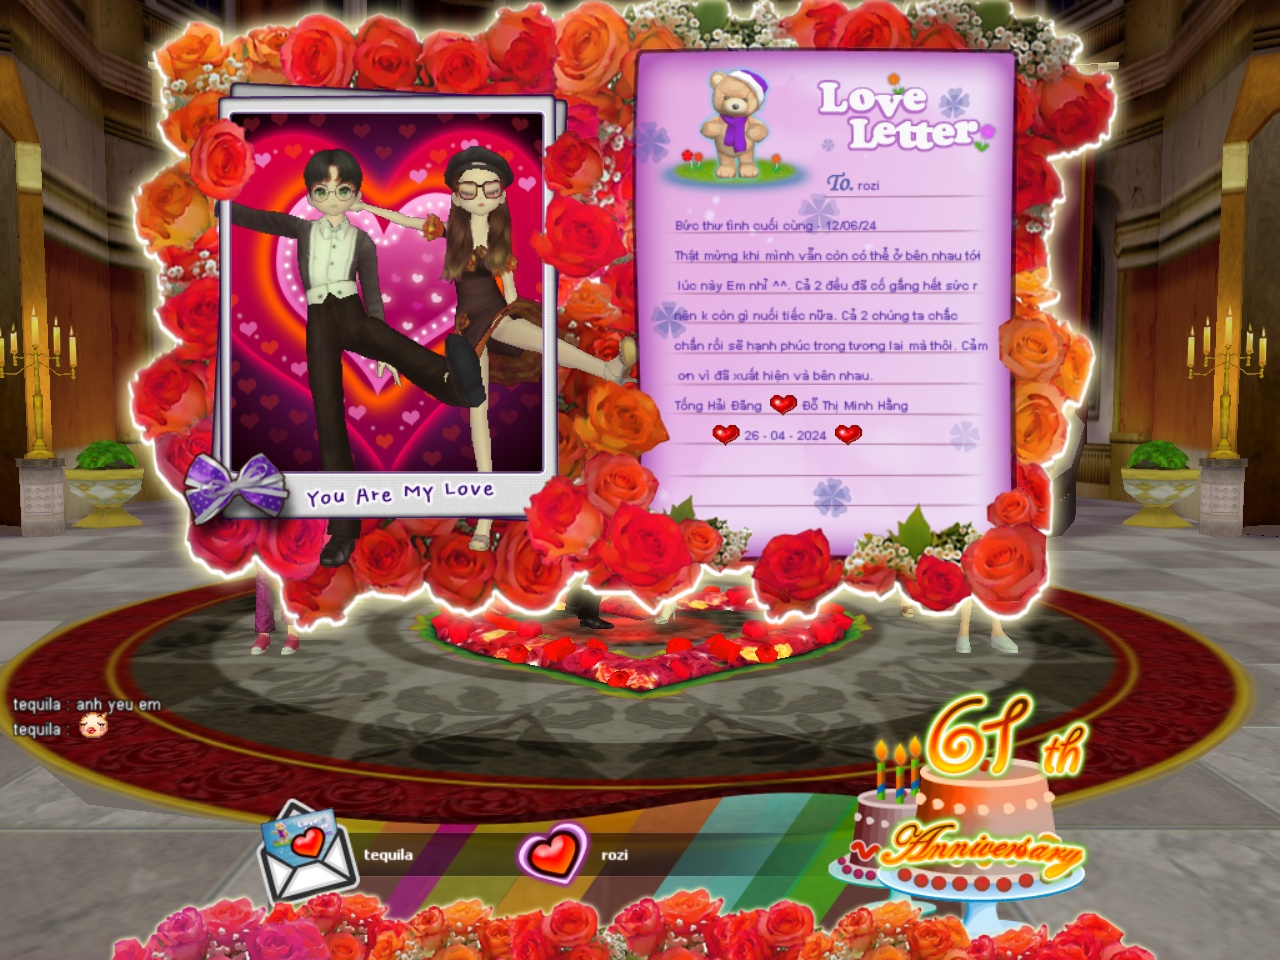 Love
Letter
To. rozi
Bức thư tình cuối cùng - 12/06/24
Thật mừng khi mình vẫn còn có thể ở bên nhau tới
lúc này Em nhỉ ^^. Cả 2 đều đã cố gắng hết sức r
nên k còn gì nuối tiếc nữa. Cả 2 chúng ta chắc
chắn rồi sẽ hạnh phúc trong tương lai mà thôi. Cảm
ơn vì đã xuất hiện và bên nhau.
Tống Hải Đăng ❤ Đỗ Thị Minh Hằng
❤ 26 - 04 - 2024 ❤
You Are My Love
tequila : anh yeu em
tequila :
61th
Anniversary
tequila
rozi